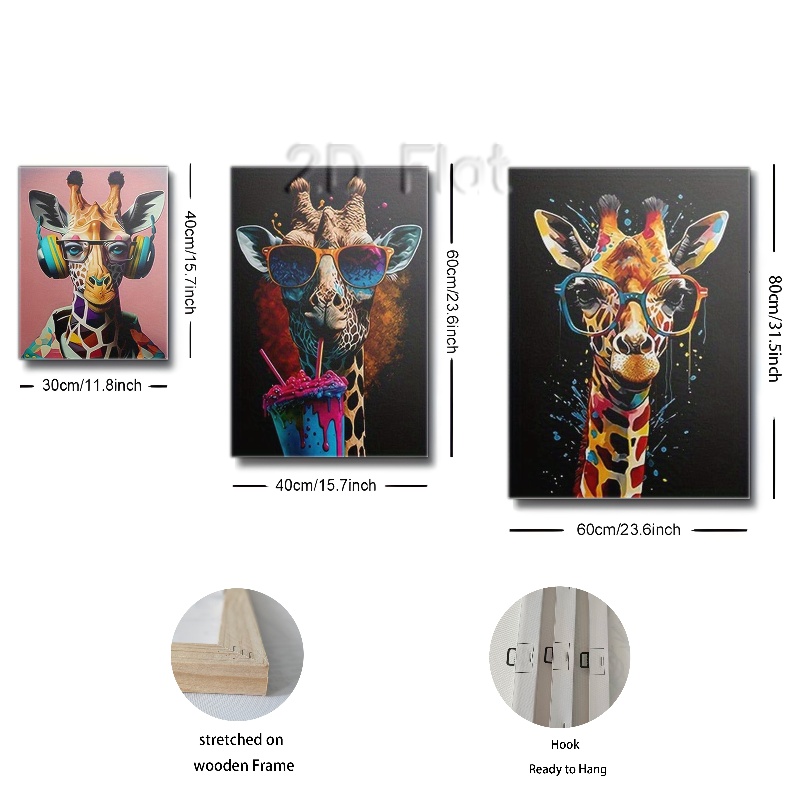 2D Flat
40cm/15.7inch
30cm/11.8inch
60cm/23.6inch
40cm/15.7inch
80cm/31.5inch
60cm/23.6inch
stretched on
wooden Frame
Hook
Ready to Hang